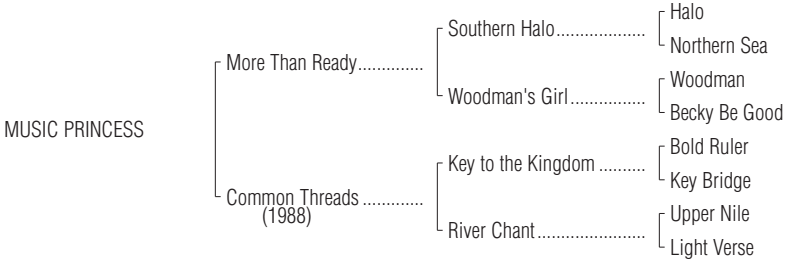 Halo
Southern Halo....................
Northern Sea
More Than Ready..............
Woodman
Woodman's Girl.................
Becky Be Good
MUSIC PRINCESS
Bold Ruler
Key to the Kingdom ..........
Key Bridge
Common Threads .............
(1988)
Upper Nile
River Chant........................
Light Verse